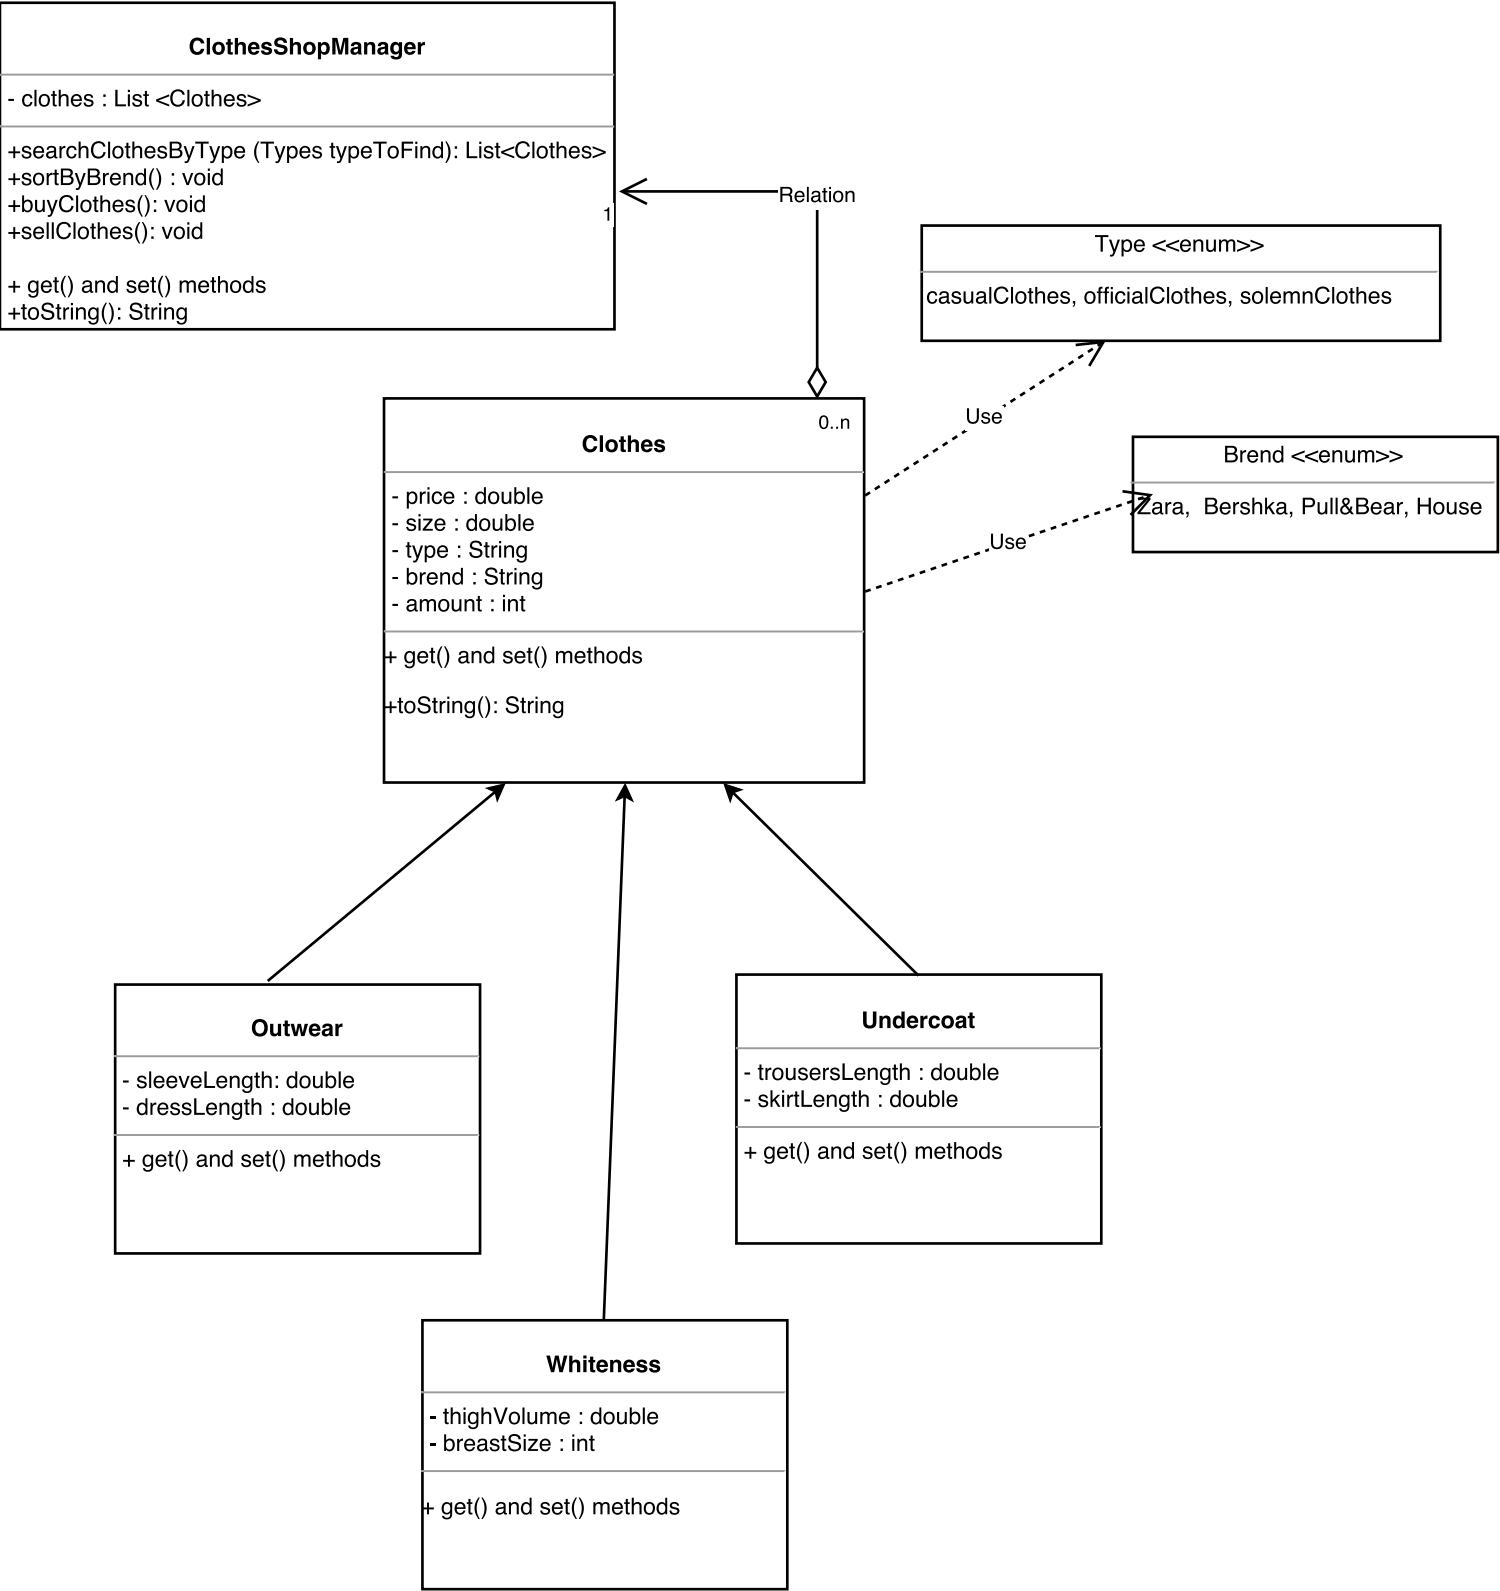 ClothesShopManager
- clothes : List <Clothes>
+searchClothesByType (Types typeToFind): List<Clothes>
+sortByBrend() : void
+buyClothes(): void
+sellClothes(): void
+ get() and set() methods
+toString(): String
1
Relation
Type <<enum>>
casualClothes, officialClothes, solemnClothes
Use
0..n
Clothes
- price : double
- size : double
- type : String
- brend : String
- amount : int
+ get() and set() methods
+toString(): String
Brend <<enum>>
Zara,  Bershka, Pull&Bear, House
Use
Outwear
- sleeveLength: double
- dressLength : double
+ get() and set() methods
Undercoat
- trousersLength : double
- skirtLength : double
+ get() and set() methods
Whiteness
- thighVolume : double
- breastSize : int
+ get() and set() methods